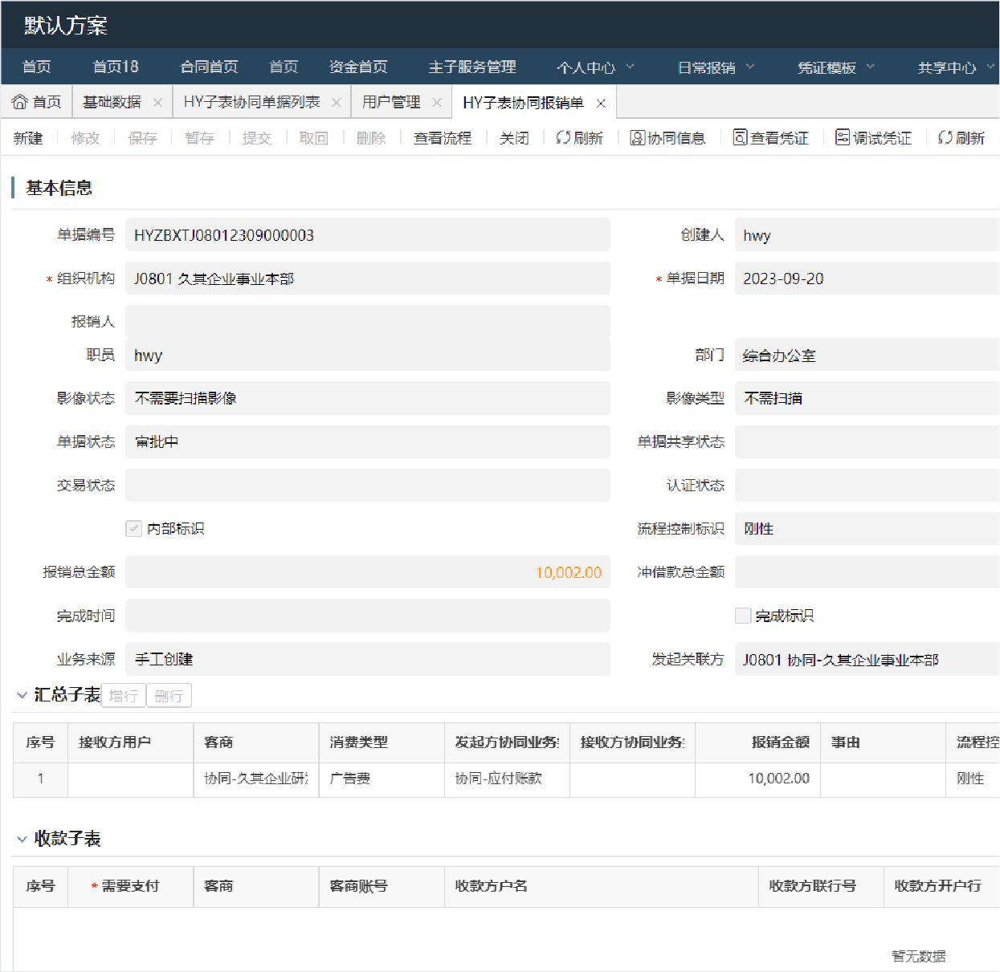 默认方案
首页 首页18 合同首页 首页 资金首页 主子服务管理 个人中心 日常报销 凭证模板 共享中心
首页 基础数据 HY子表协同单据列表 用户管理 HY子表协同报销单
新建 修改 保存 暂存 提交 取回 删除 查看流程 关闭 刷新 协同信息 查看凭证 调试凭证 刷新
基本信息
单据编号 HYZBXTJ08012309000003 创建人 hwy
* 组织机构 J0801 久其企业事业本部 * 单据日期 2023-09-20
报销人
职员 hwy 部门 综合办公室
影像状态 不需要扫描影像 影像类型 不需扫描
单据状态 审批中 单据共享状态
交易状态 认证状态
内部标识 流程控制标识 刚性
报销总金额 10,002.00 冲借款总金额
完成时间 完成标识
业务来源 手工创建 发起关联方 J0801 协同-久其企业事业本部
汇总子表 增行 删行
序号 接收方用户 客商 消费类型 发起方协同业务 接收方协同业务 报销金额 事由 流程控
1 协同-久其企业研 广告费 协同-应付账款 10,002.00 刚性
收款子表
序号 * 需要支付 客商 客商账号 收款方户名 收款方联行号 收款方开户行
暂无数据